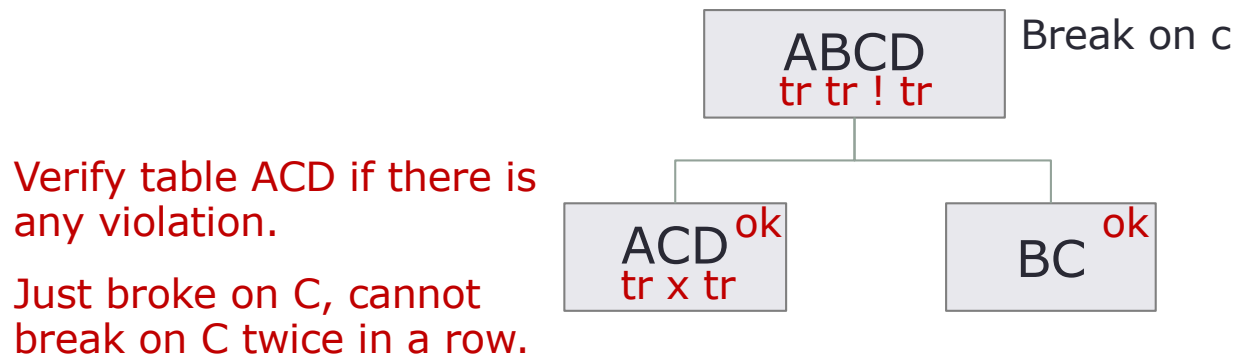 ABCD
tr tr ! tr
Break on c
Verify table ACD if there is
any violation.
Just broke on C, cannot
break on C twice in a row.
ACD ok
tr x tr
BC ok